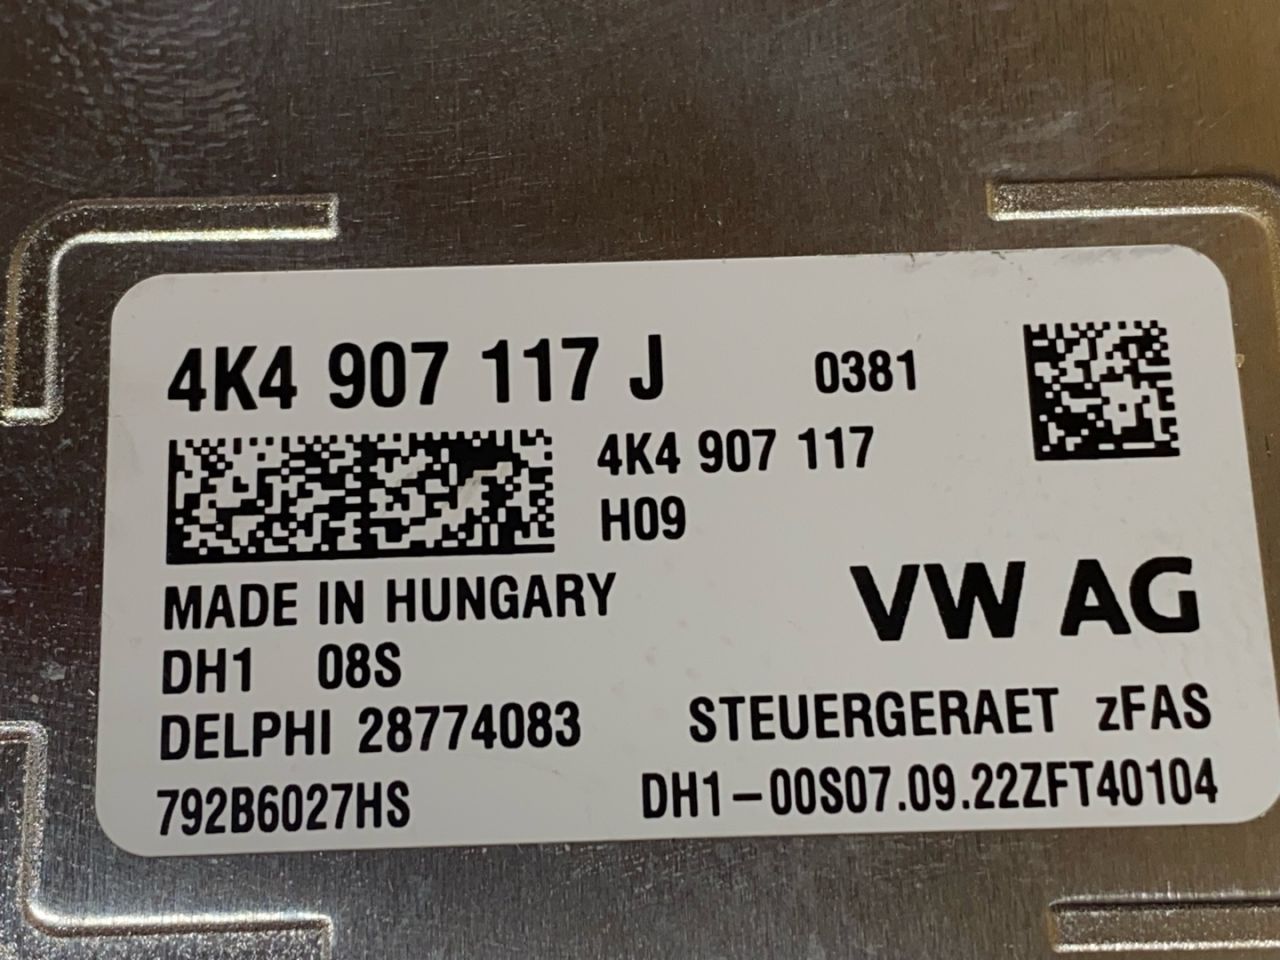 4K4 907 117 J 0381
4K4 907 117
H09
MADE IN HUNGARY
VW AG
DH1 08S
DELPHI 28774083
STEUERGERAET zFAS
792B6027HS
DH1-00S07.09.22ZFT40104